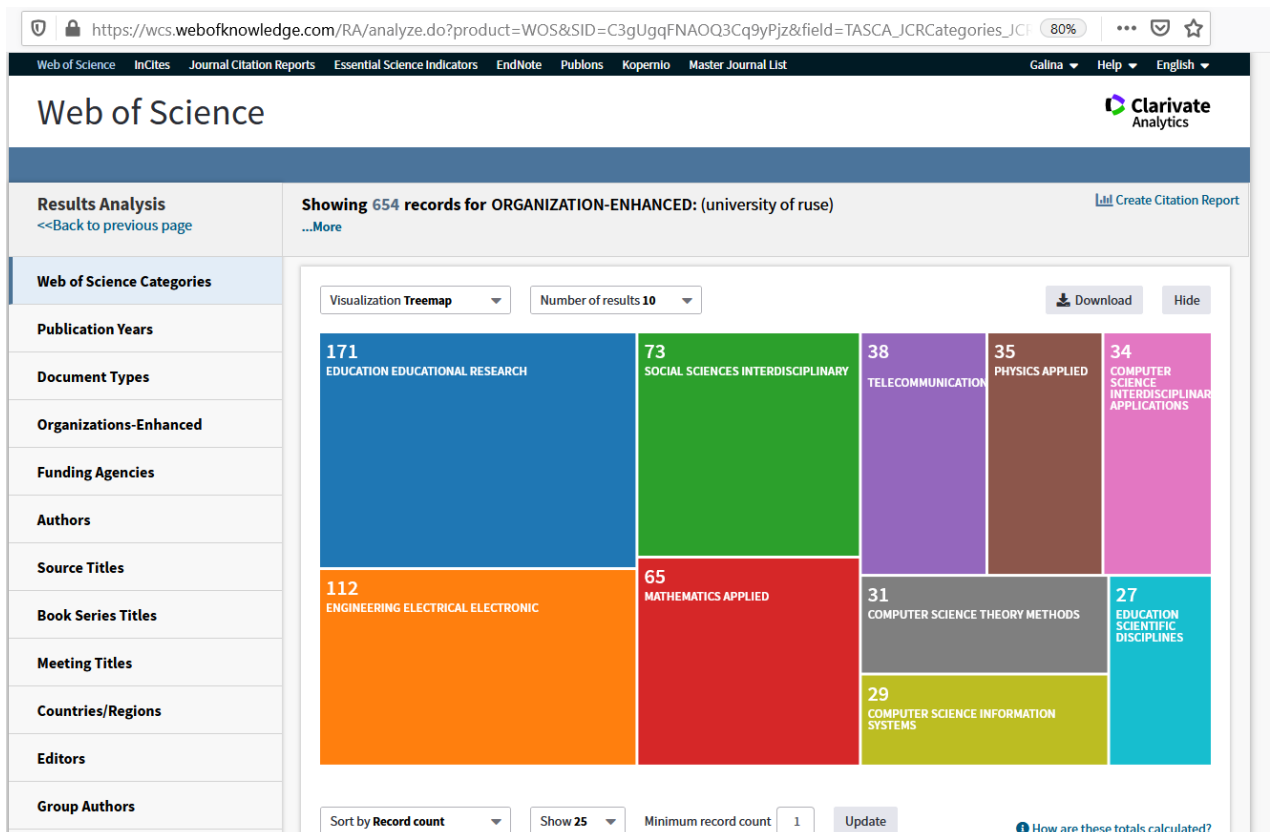 https://wcs.webofknowledge.com/RA/analyze.do?product=WOS&SID=C3gUgqFNAOQ3Cq9yPjz&field=TASCA_JCRCategories_JCF 80%
Web of Science InCites Journal Citation Reports Essential Science Indicators EndNote Publons Kopernio Master Journal List Galina Help English
Web of Science
Clarivate
Analytics
Results Analysis
<<Back to previous page
Showing 654 records for ORGANIZATION-ENHANCED: (university of ruse)
...More
Create Citation Report
Web of Science Categories
Publication Years
Document Types
Organizations-Enhanced
Funding Agencies
Authors
Source Titles
Book Series Titles
Meeting Titles
Countries/Regions
Editors
Group Authors
Visualization Treemap
Number of results 10
Download
Hide
171
EDUCATION EDUCATIONAL RESEARCH
73
SOCIAL SCIENCES INTERDISCIPLINARY
38
TELECOMMUNICATION
35
PHYSICS APPLIED
34
COMPUTER
SCIENCE
INTERDISCIPLINAR
APPLICATIONS
112
ENGINEERING ELECTRICAL ELECTRONIC
65
MATHEMATICS APPLIED
31
COMPUTER SCIENCE THEORY METHODS
27
EDUCATION
SCIENTIFIC
DISCIPLINES
29
COMPUTER SCIENCE INFORMATION
SYSTEMS
Sort by Record count
Show 25
Minimum record count 1
Update
How are these totals calculated?